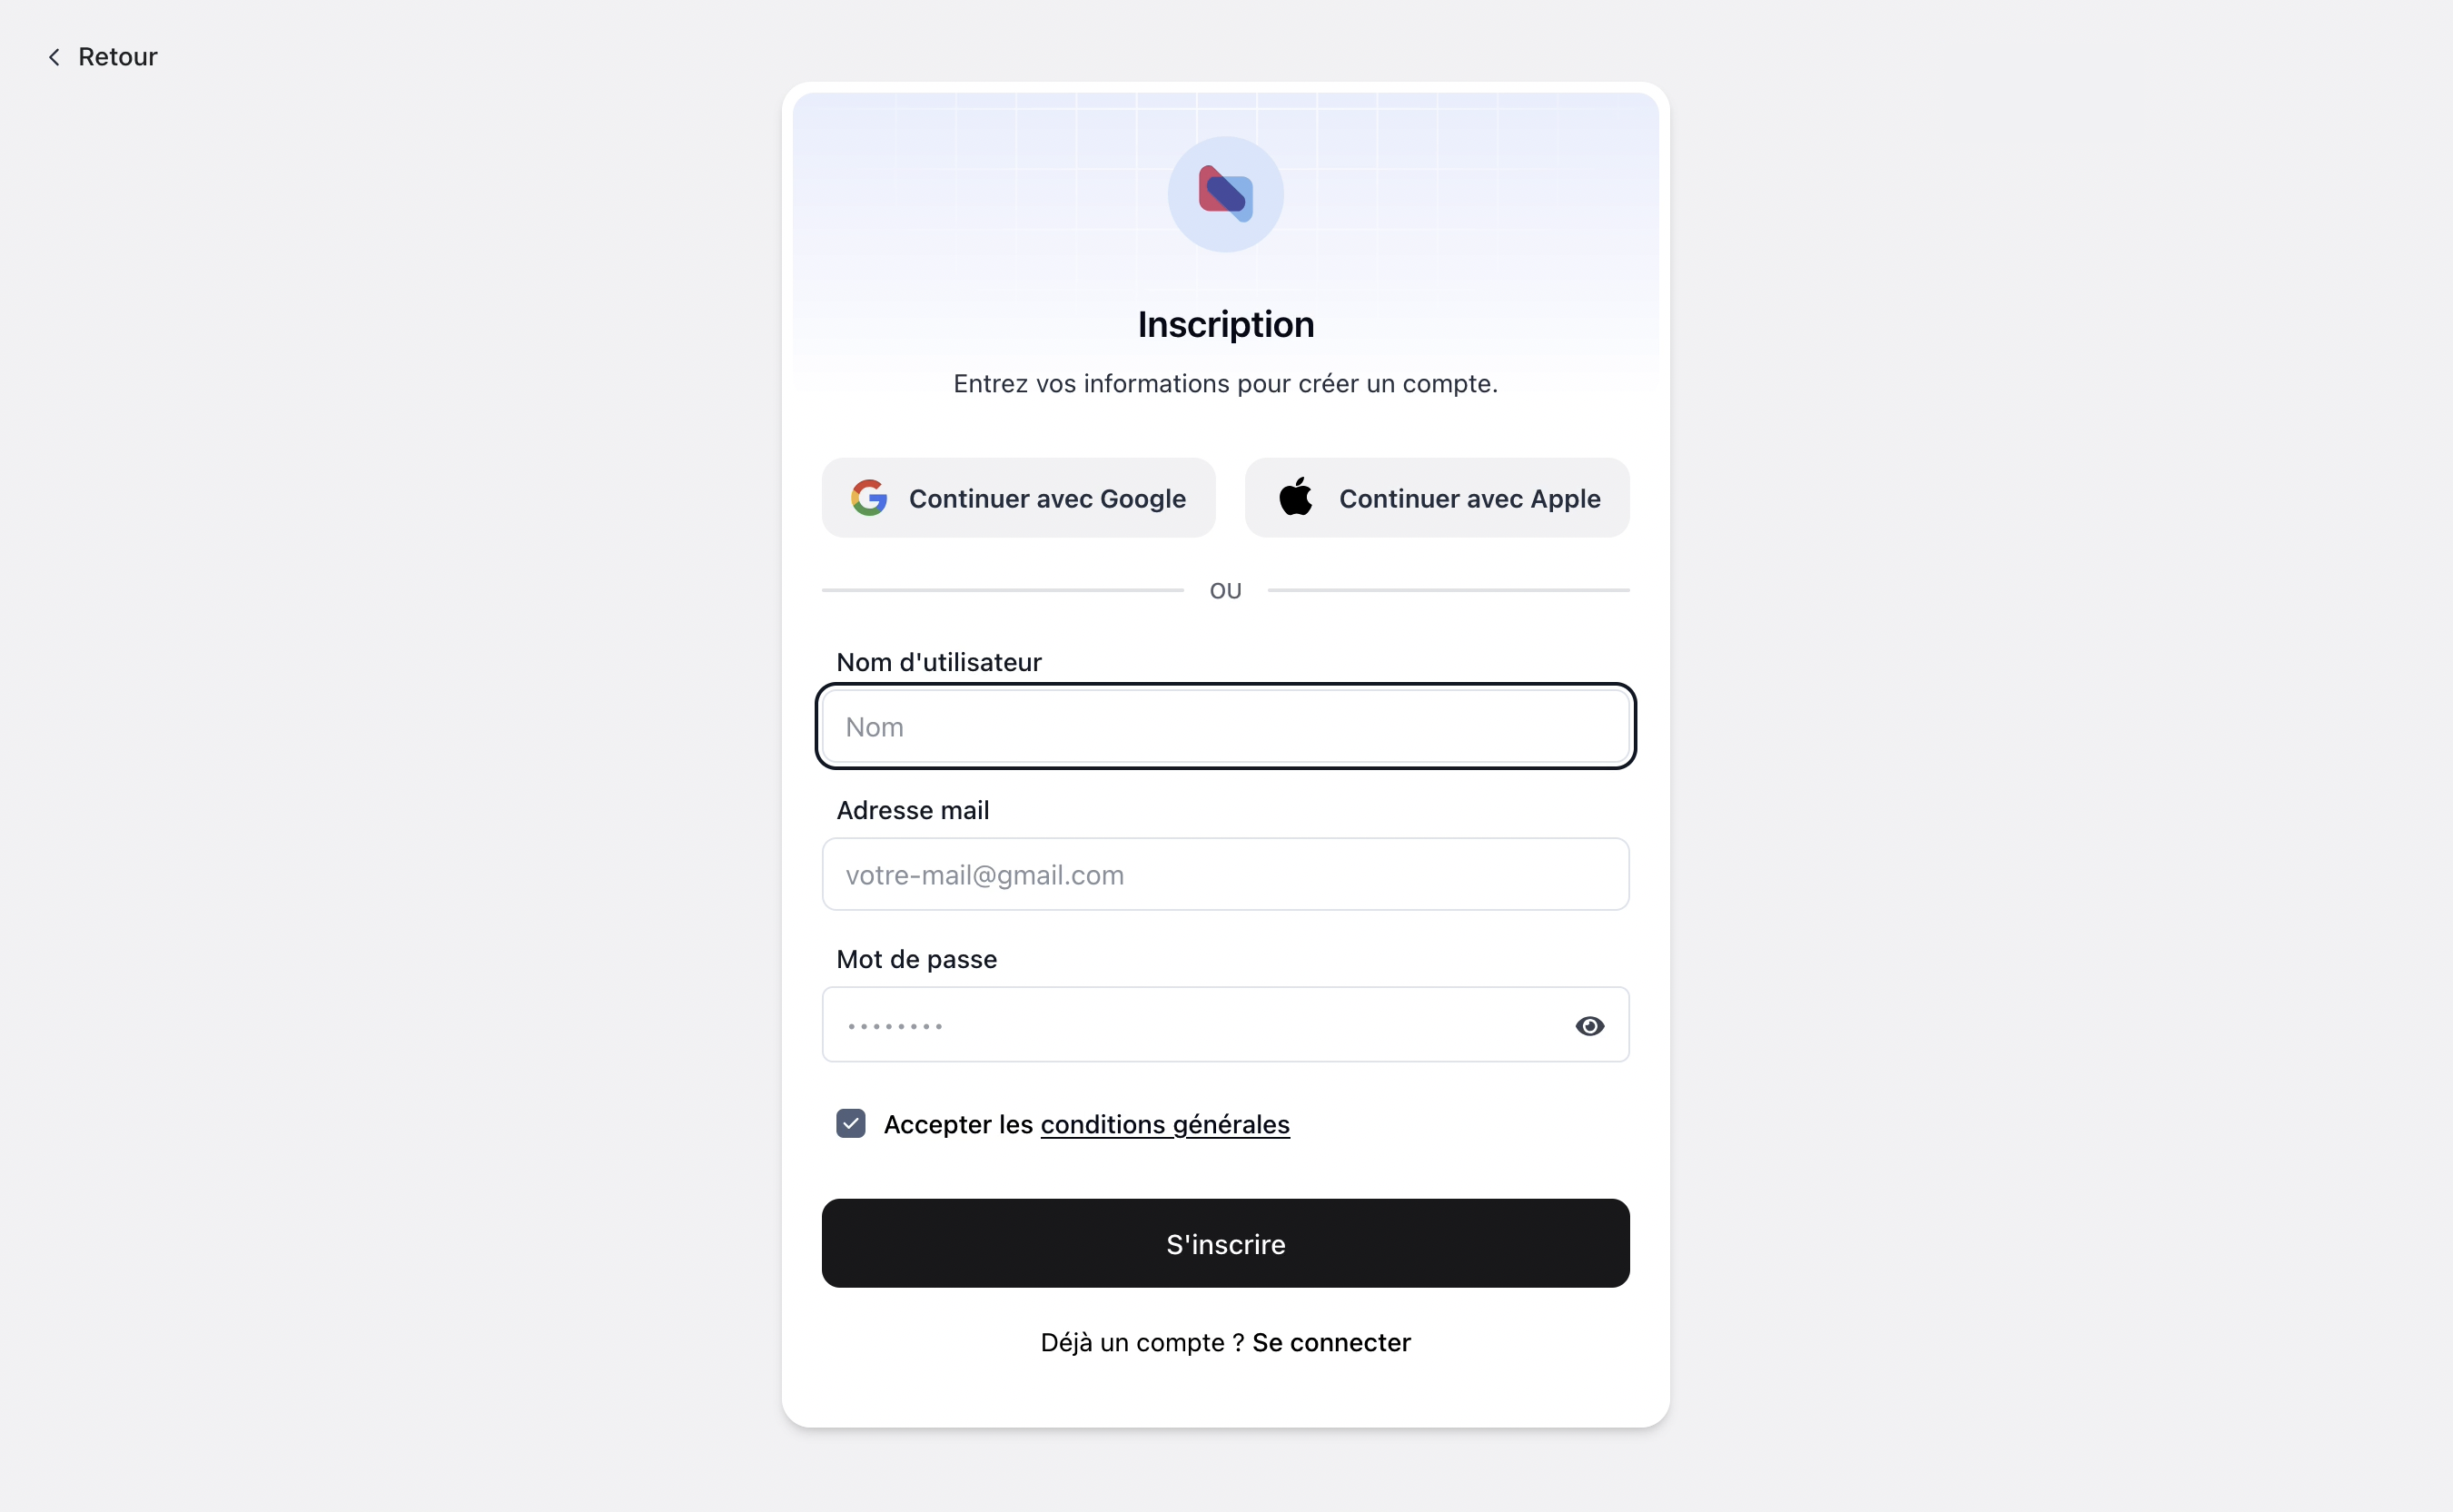 Retour
Inscription
Entrez vos informations pour créer un compte.
Continuer avec Google
Continuer avec Apple
OU
Nom d'utilisateur
Nom
Adresse mail
votre-mail@gmail.com
Mot de passe
••••••••
Accepter les conditions générales
S'inscrire
Déjà un compte ? Se connecter